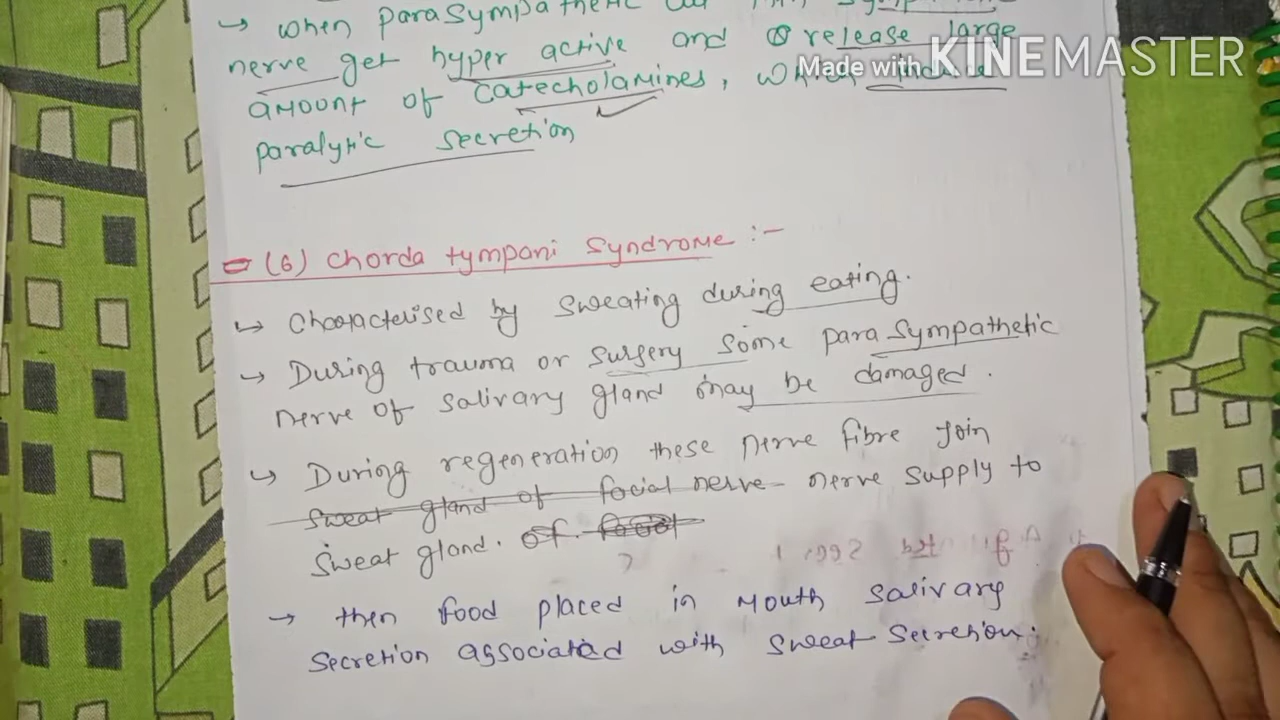 ↳ when parasympathetic
nerve get hyper active and release large
Made with KINEMASTER
amount of catecholamines, which
paralytic secretion
(6) Chorda tympani Syndrome :-
↳ Characterised by sweating during eating.
→ During trauma or surgery some parasympathetic
nerve of salivary gland may be damaged.
↳ During regeneration these nerve fibre join
sweat gland of facial nerve nerve supply to
sweat gland. of
→ then food placed in mouth salivary
secretion associated with sweat secretion.